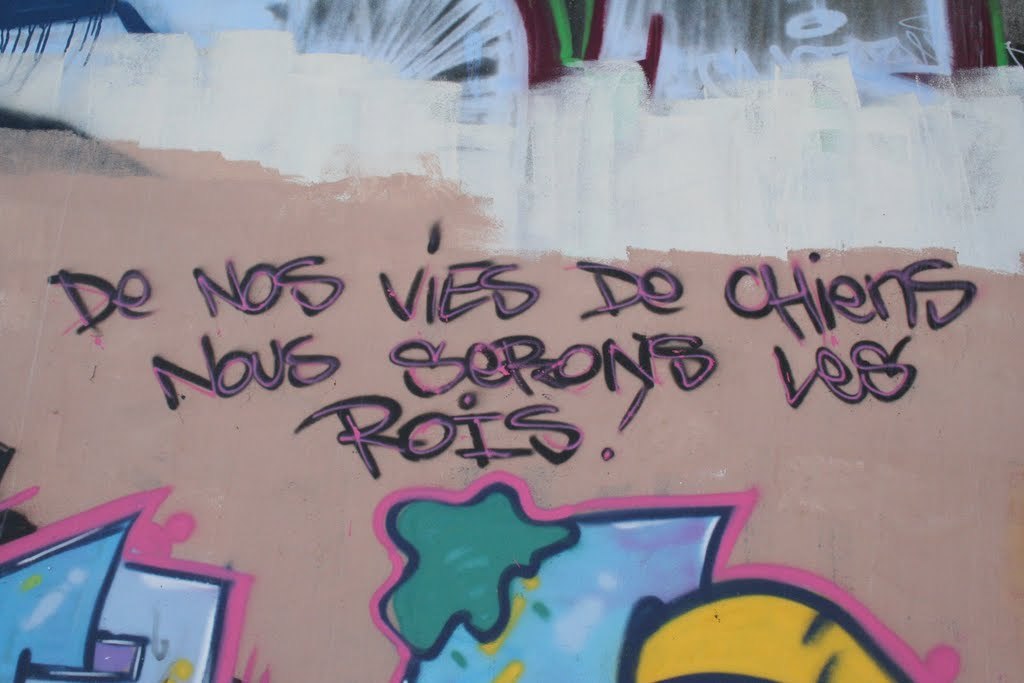 De NOS ViES De CHiens
Nous SeRONS Les
ROIS!